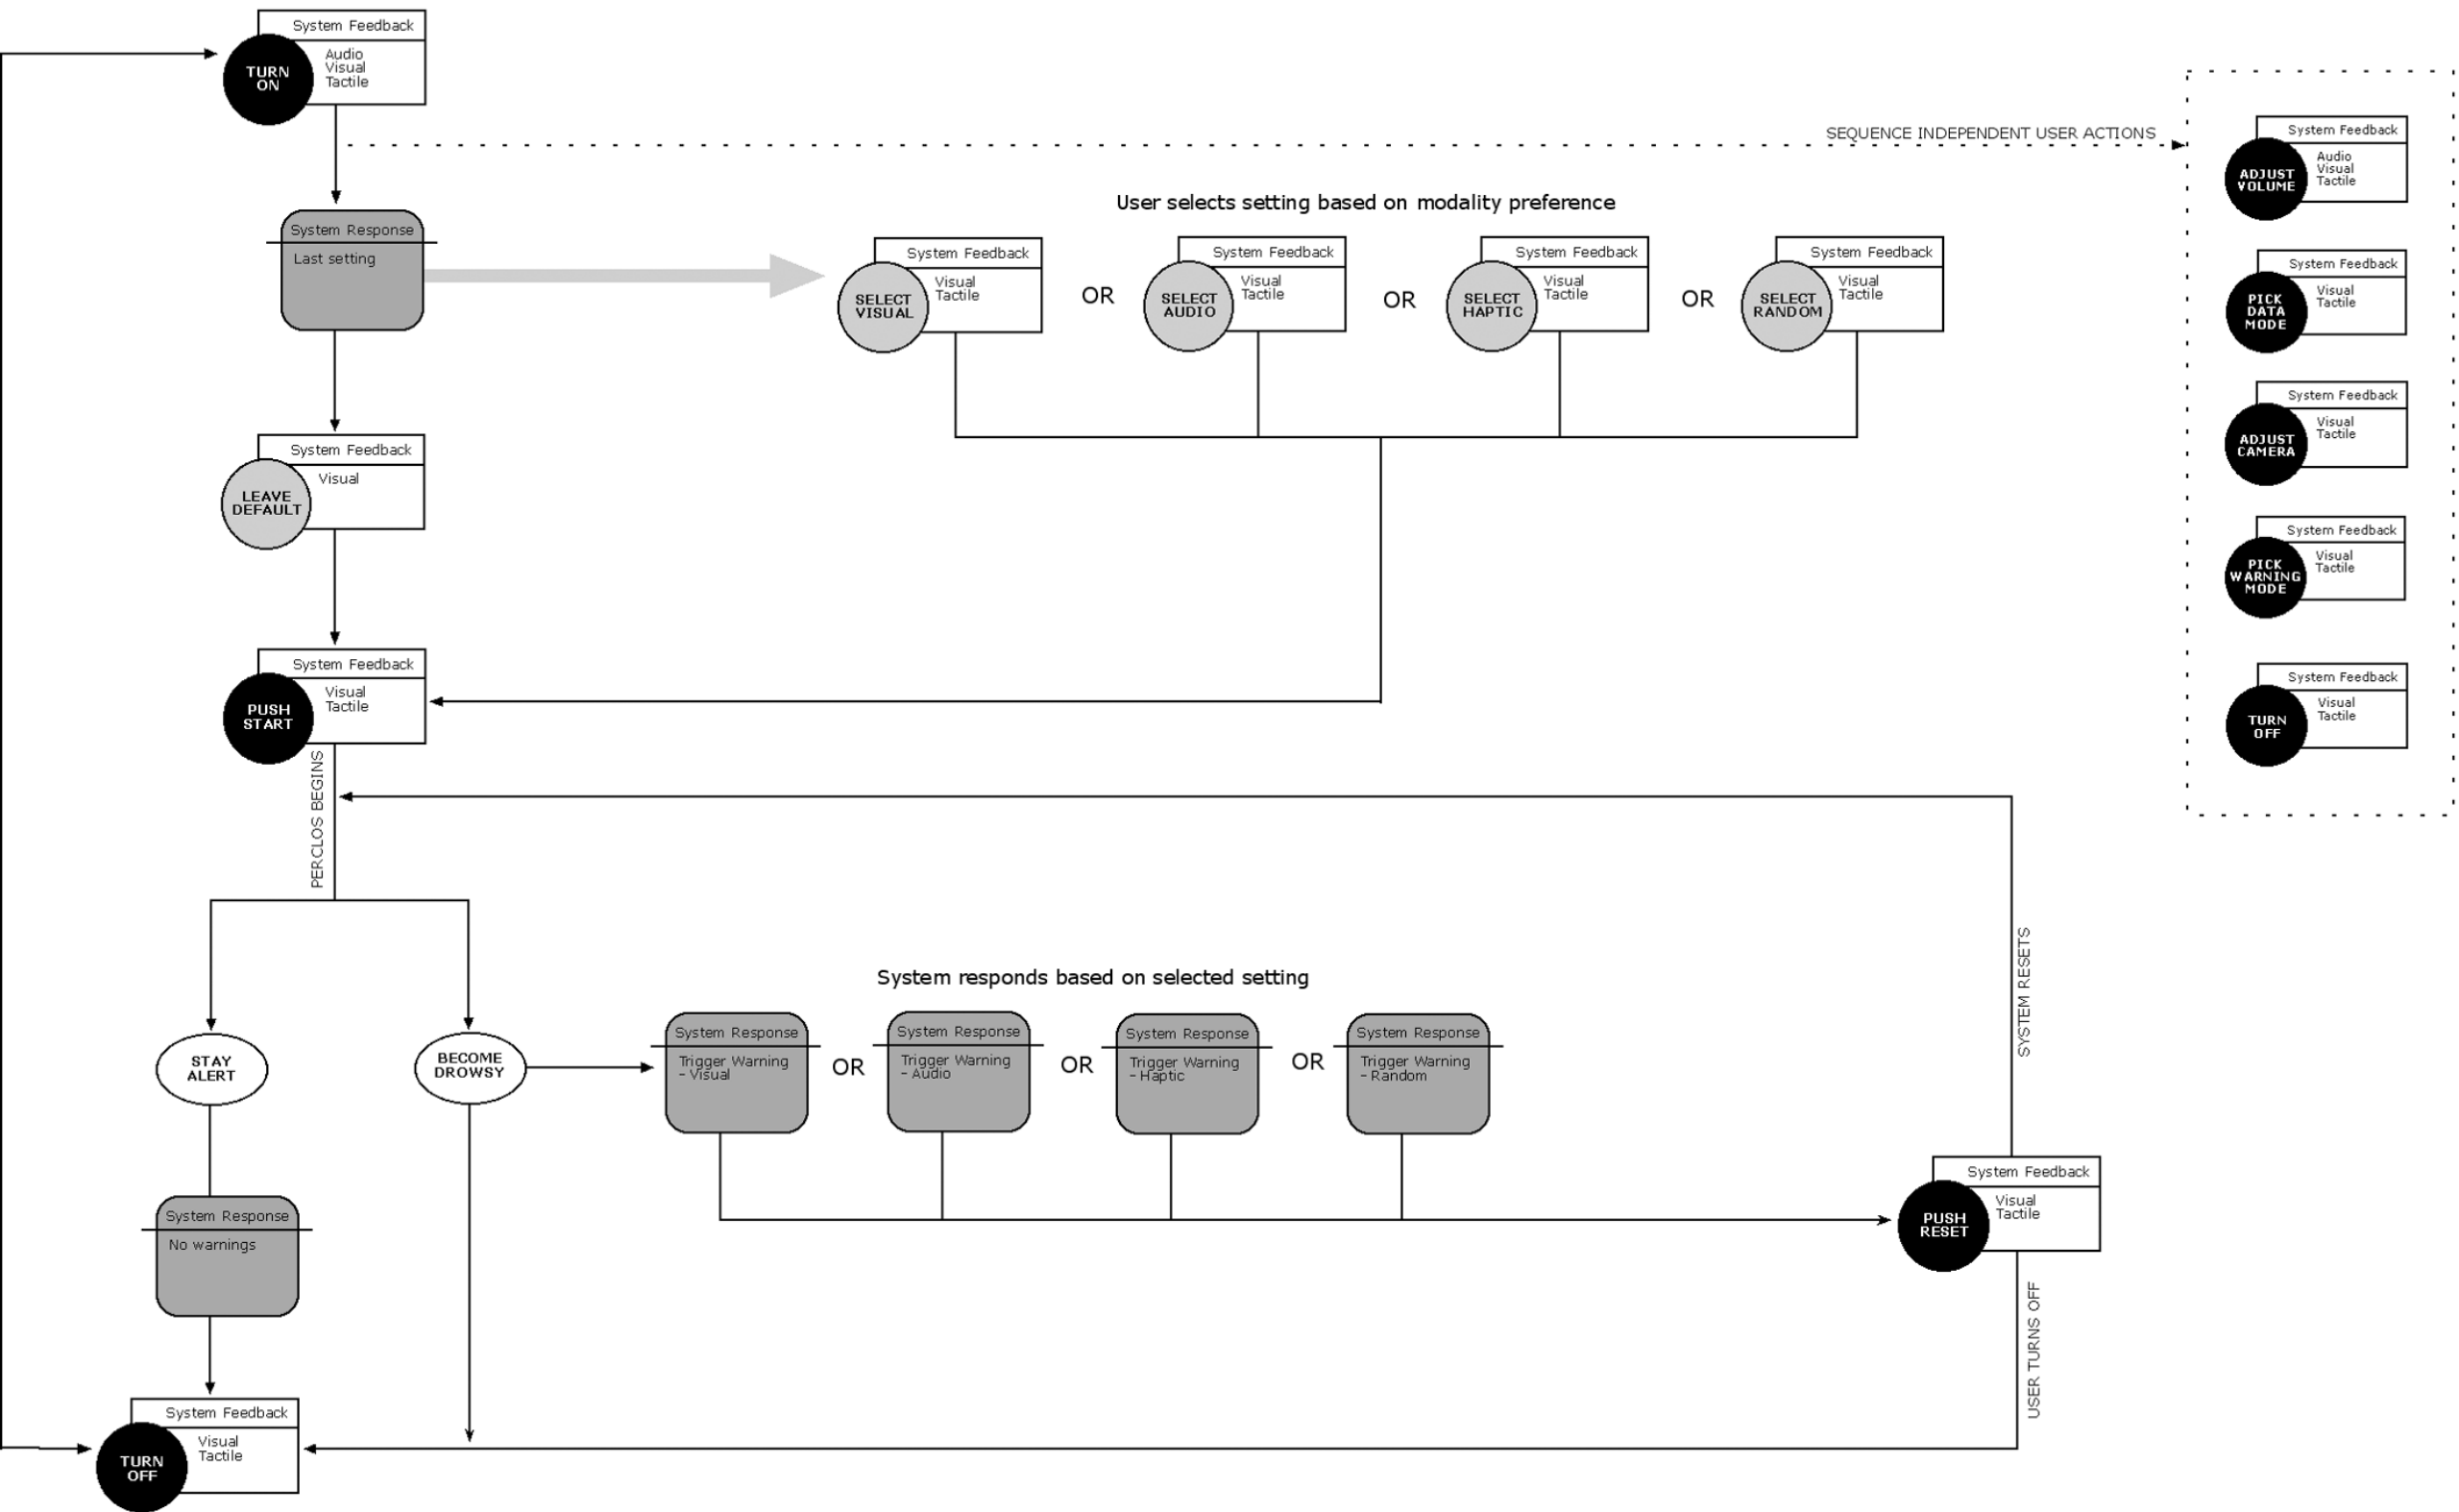 System Feedback
Audio
Visual
Tactile
TURN
ON
SEQUENCE INDEPENDENT USER ACTIONS
System Feedback
Audio
Visual
Tactile
ADJUST
VOLUME
System Feedback
Visual
Tactile
PICK
DATA
MODE
System Feedback
Visual
Tactile
ADJUST
CAMERA
System Feedback
Visual
Tactile
PICK
WARNING
MODE
System Feedback
Visual
Tactile
TURN
OFF
System Response
Last setting
User selects setting based on modality preference
System Feedback
Visual
Tactile
SELECT
VISUAL
OR
System Feedback
Visual
Tactile
SELECT
AUDIO
OR
System Feedback
Visual
Tactile
SELECT
HAPTIC
OR
System Feedback
Visual
Tactile
SELECT
RANDOM
System Feedback
Visual
LEAVE
DEFAULT
System Feedback
Visual
Tactile
PUSH
START
PERCLOS BEGINS
STAY
ALERT
BECOME
DROWSY
System responds based on selected setting
System Response
Trigger Warning
- Visual
OR
System Response
Trigger Warning
- Audio
OR
System Response
Trigger Warning
- Haptic
OR
System Response
Trigger Warning
- Random
SYSTEM RESETS
System Feedback
Visual
Tactile
PUSH
RESET
USER TURNS OFF
System Response
No warnings
System Feedback
Visual
Tactile
TURN
OFF